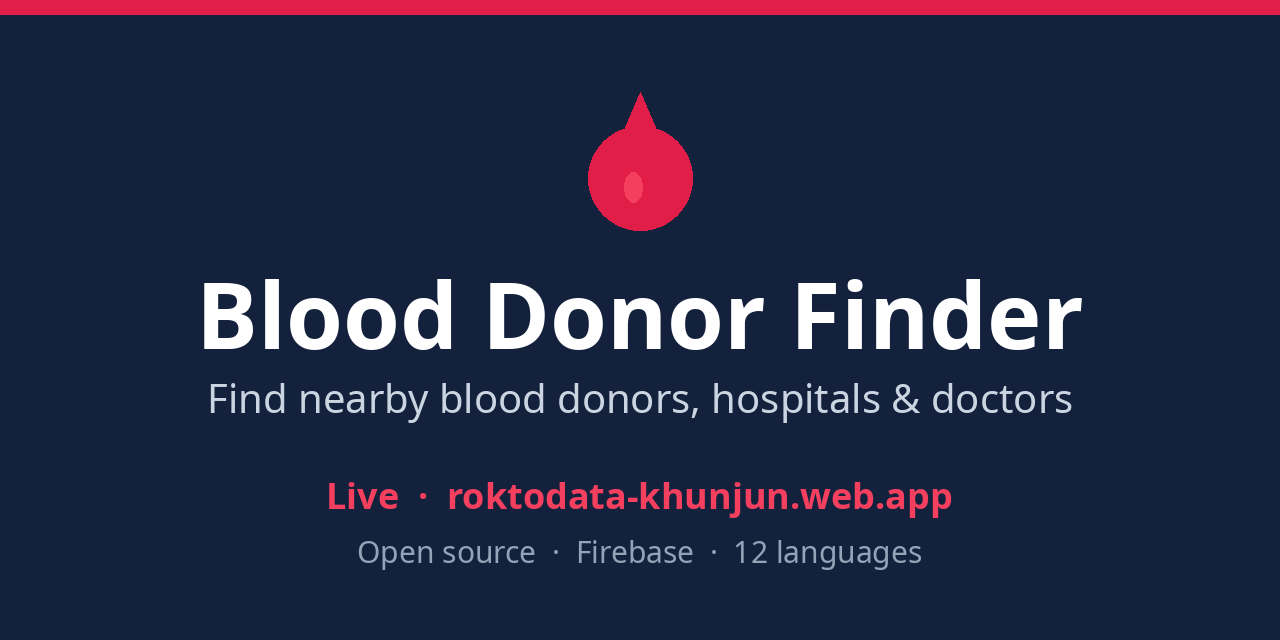 Blood Donor Finder
Find nearby blood donors, hospitals & doctors
Live · roktodata-khunjun.web.app
Open source · Firebase · 12 languages